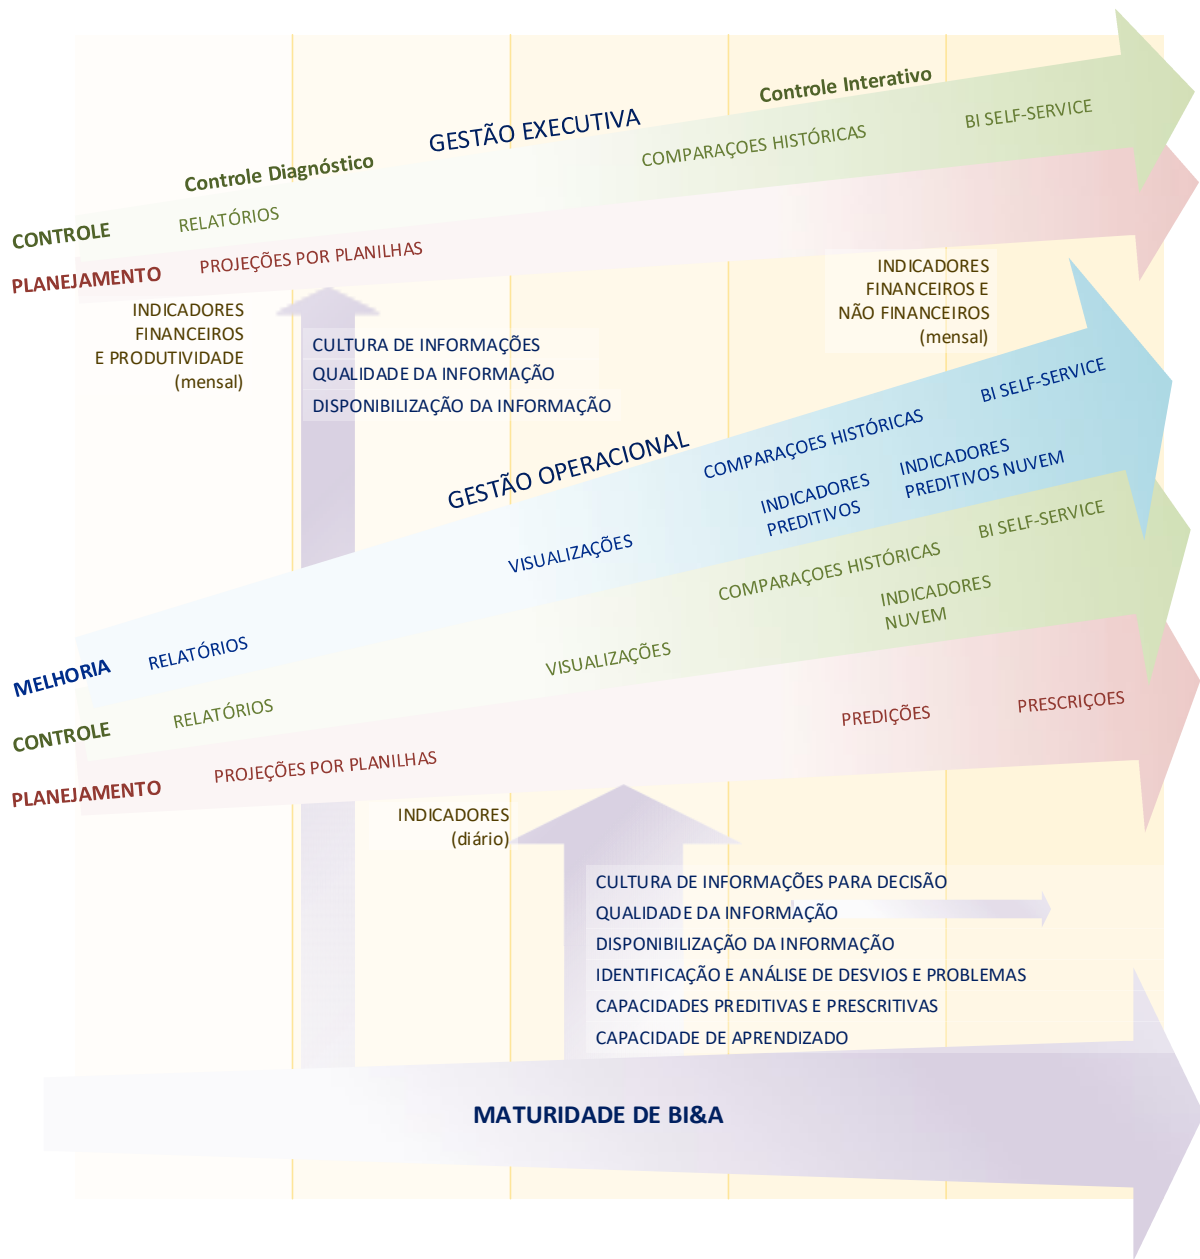 Controle Interativo
GESTÃO EXECUTIVA
BI SELF-SERVICE
COMPARAÇOES HISTÓRICAS
Controle Diagnóstico
RELATÓRIOS
CONTROLE
PROJEÇÕES POR PLANILHAS
PLANEJAMENTO
INDICADORES
FINANCEIROS
E PRODUTIVIDADE
(mensal)
INDICADORES
FINANCEIROS E
NÃO FINANCEIROS
(mensal)
CULTURA DE INFORMAÇÕES
QUALIDADE DA INFORMAÇÃO
DISPONIBILIZAÇÃO DA INFORMAÇÃO
GESTÃO OPERACIONAL
BI SELF-SERVICE
COMPARAÇOES HISTÓRICAS
INDICADORES
PREDITIVOS NUVEM
INDICADORES
PREDITIVOS
VISUALIZAÇÕES
RELATÓRIOS
MELHORIA
BI SELF-SERVICE
COMPARAÇOES HISTÓRICAS
INDICADORES
NUVEM
VISUALIZAÇÕES
RELATÓRIOS
CONTROLE
PRESCRIÇOES
PREDIÇÕES
PROJEÇÕES POR PLANILHAS
PLANEJAMENTO
INDICADORES
(diário)
CULTURA DE INFORMAÇÕES PARA DECISÃO
QUALIDADE DA INFORMAÇÃO
DISPONIBILIZAÇÃO DA INFORMAÇÃO
IDENTIFICAÇÃO E ANÁLISE DE DESVIOS E PROBLEMAS
CAPACIDADES PREDITIVAS E PRESCRITIVAS
CAPACIDADE DE APRENDIZADO
MATURIDADE DE BI&A